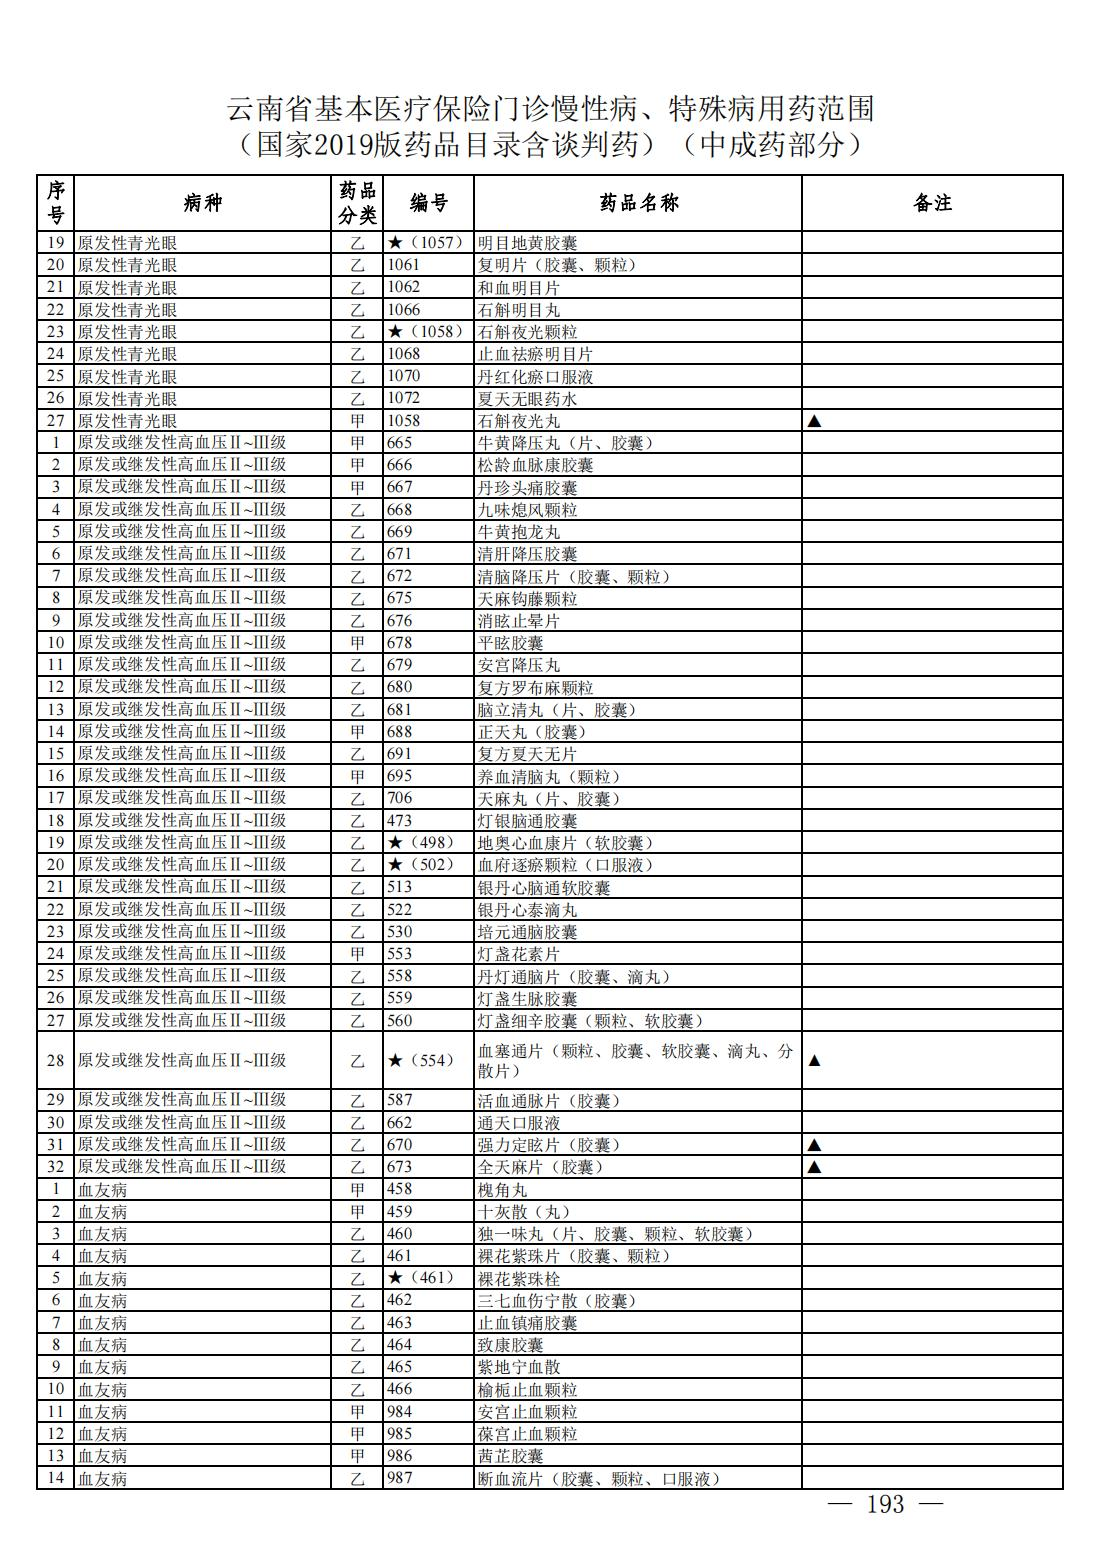 云南省基本医疗保险门诊慢性病、特殊病用药范围
（国家2019版药品目录含谈判药）（中成药部分）
序号 病种 药品分类 编号 药品名称 备注
19 原发性青光眼 乙 ★（1057） 明目地黄胶囊
20 原发性青光眼 乙 1061 复明片（胶囊、颗粒）
21 原发性青光眼 乙 1062 和血明目片
22 原发性青光眼 乙 1066 石斛明目丸
23 原发性青光眼 乙 ★（1058） 石斛夜光颗粒
24 原发性青光眼 乙 1068 止血祛瘀明目片
25 原发性青光眼 乙 1070 丹红化瘀口服液
26 原发性青光眼 乙 1072 夏天无眼药水
27 原发性青光眼 甲 1058 石斛夜光丸 ▲
1 原发或继发性高血压Ⅱ~Ⅲ级 甲 665 牛黄降压丸（片、胶囊）
2 原发或继发性高血压Ⅱ~Ⅲ级 甲 666 松龄血脉康胶囊
3 原发或继发性高血压Ⅱ~Ⅲ级 甲 667 丹珍头痛胶囊
4 原发或继发性高血压Ⅱ~Ⅲ级 乙 668 九味熄风颗粒
5 原发或继发性高血压Ⅱ~Ⅲ级 乙 669 牛黄抱龙丸
6 原发或继发性高血压Ⅱ~Ⅲ级 乙 671 清肝降压胶囊
7 原发或继发性高血压Ⅱ~Ⅲ级 乙 672 清脑降压片（胶囊、颗粒）
8 原发或继发性高血压Ⅱ~Ⅲ级 乙 675 天麻钩藤颗粒
9 原发或继发性高血压Ⅱ~Ⅲ级 乙 676 消眩止晕片
10 原发或继发性高血压Ⅱ~Ⅲ级 甲 678 平眩胶囊
11 原发或继发性高血压Ⅱ~Ⅲ级 乙 679 安宫降压丸
12 原发或继发性高血压Ⅱ~Ⅲ级 乙 680 复方罗布麻颗粒
13 原发或继发性高血压Ⅱ~Ⅲ级 乙 681 脑立清丸（片、胶囊）
14 原发或继发性高血压Ⅱ~Ⅲ级 甲 688 正天丸（胶囊）
15 原发或继发性高血压Ⅱ~Ⅲ级 乙 691 复方夏天无片
16 原发或继发性高血压Ⅱ~Ⅲ级 甲 695 养血清脑丸（颗粒）
17 原发或继发性高血压Ⅱ~Ⅲ级 乙 706 天麻丸（片、胶囊）
18 原发或继发性高血压Ⅱ~Ⅲ级 乙 473 灯银脑通胶囊
19 原发或继发性高血压Ⅱ~Ⅲ级 乙 ★（498） 地奥心血康片（软胶囊）
20 原发或继发性高血压Ⅱ~Ⅲ级 乙 ★（502） 血府逐瘀颗粒（口服液）
21 原发或继发性高血压Ⅱ~Ⅲ级 乙 513 银丹心脑通软胶囊
22 原发或继发性高血压Ⅱ~Ⅲ级 乙 522 银丹心泰滴丸
23 原发或继发性高血压Ⅱ~Ⅲ级 乙 530 培元通脑胶囊
24 原发或继发性高血压Ⅱ~Ⅲ级 甲 553 灯盏花素片
25 原发或继发性高血压Ⅱ~Ⅲ级 乙 558 丹灯通脑片（胶囊、滴丸）
26 原发或继发性高血压Ⅱ~Ⅲ级 乙 559 灯盏生脉胶囊
27 原发或继发性高血压Ⅱ~Ⅲ级 乙 560 灯盏细辛胶囊（颗粒、软胶囊）
28 原发或继发性高血压Ⅱ~Ⅲ级 乙 ★（554） 血塞通片（颗粒、胶囊、软胶囊、滴丸、分散片） ▲
29 原发或继发性高血压Ⅱ~Ⅲ级 乙 587 活血通脉片（胶囊）
30 原发或继发性高血压Ⅱ~Ⅲ级 乙 662 通天口服液
31 原发或继发性高血压Ⅱ~Ⅲ级 乙 670 强力定眩片（胶囊） ▲
32 原发或继发性高血压Ⅱ~Ⅲ级 乙 673 全天麻片（胶囊） ▲
1 血友病 甲 458 槐角丸
2 血友病 甲 459 十灰散（丸）
3 血友病 乙 460 独一味丸（片、胶囊、颗粒、软胶囊）
4 血友病 乙 461 裸花紫珠片（胶囊、颗粒）
5 血友病 乙 ★（461） 裸花紫珠栓
6 血友病 乙 462 三七血伤宁散（胶囊）
7 血友病 乙 463 止血镇痛胶囊
8 血友病 乙 464 致康胶囊
9 血友病 乙 465 紫地宁血散
10 血友病 乙 466 榆栀止血颗粒
11 血友病 甲 984 安宫止血颗粒
12 血友病 甲 985 葆宫止血颗粒
13 血友病 甲 986 茜芷胶囊
14 血友病 乙 987 断血流片（胶囊、颗粒、口服液）
— 193 —